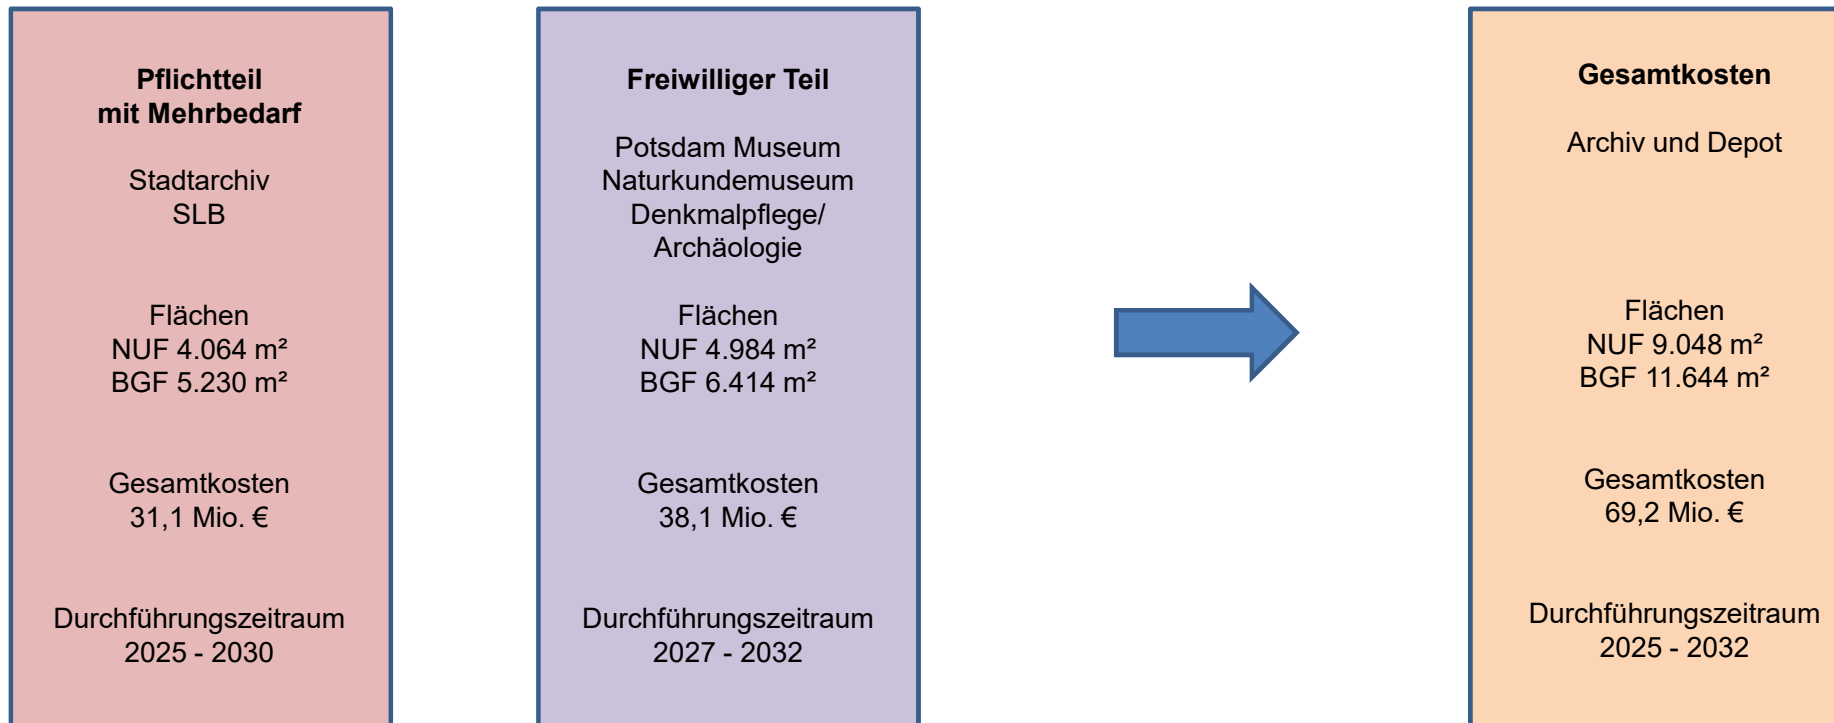 Pflichtteil
mit Mehrbedarf
Stadtarchiv
SLB
Flächen
NUF 4.064 m²
BGF 5.230 m²
Gesamtkosten
31,1 Mio. €
Durchführungszeitraum
2025 - 2030
Freiwilliger Teil
Potsdam Museum
Naturkundemuseum
Denkmalpflege/
Archäologie
Flächen
NUF 4.984 m²
BGF 6.414 m²
Gesamtkosten
38,1 Mio. €
Durchführungszeitraum
2027 - 2032
Gesamtkosten
Archiv und Depot
Flächen
NUF 9.048 m²
BGF 11.644 m²
Gesamtkosten
69,2 Mio. €
Durchführungszeitraum
2025 - 2032